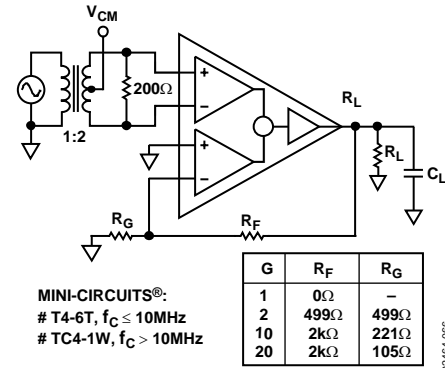 V_CM
+
−
200Ω
1:2
+
−
R_L
R_L
C_L
R_G
R_F
MINI-CIRCUITS®:
# T4-6T, f_C ≤ 10MHz
# TC4-1W, f_C > 10MHz
G R_F R_G
1 0Ω –
2 499Ω 499Ω
10 2kΩ 221Ω
20 2kΩ 105Ω